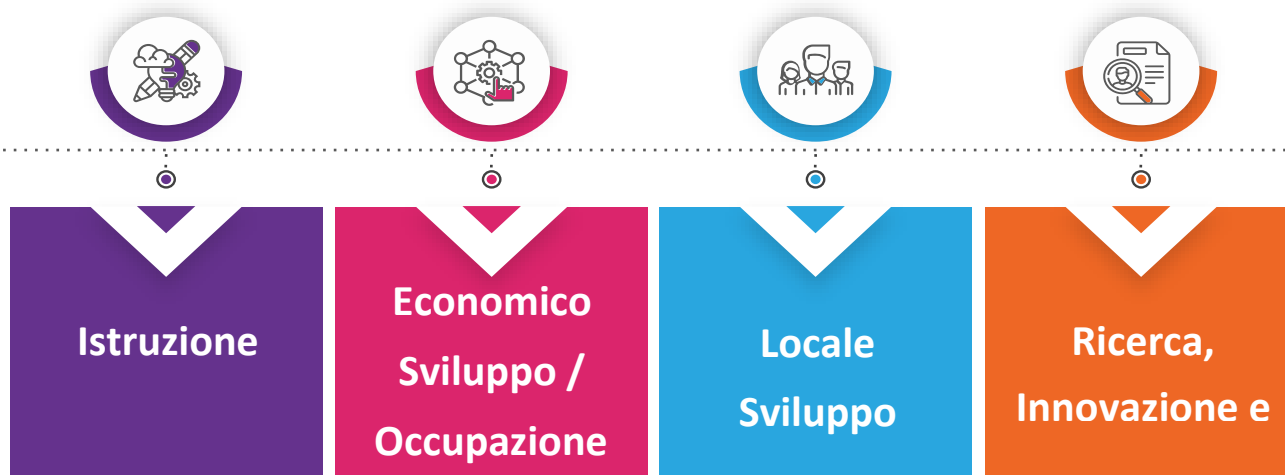 Istruzione
Economico
Sviluppo /
Occupazione
Locale
Sviluppo
Ricerca,
Innovazione e